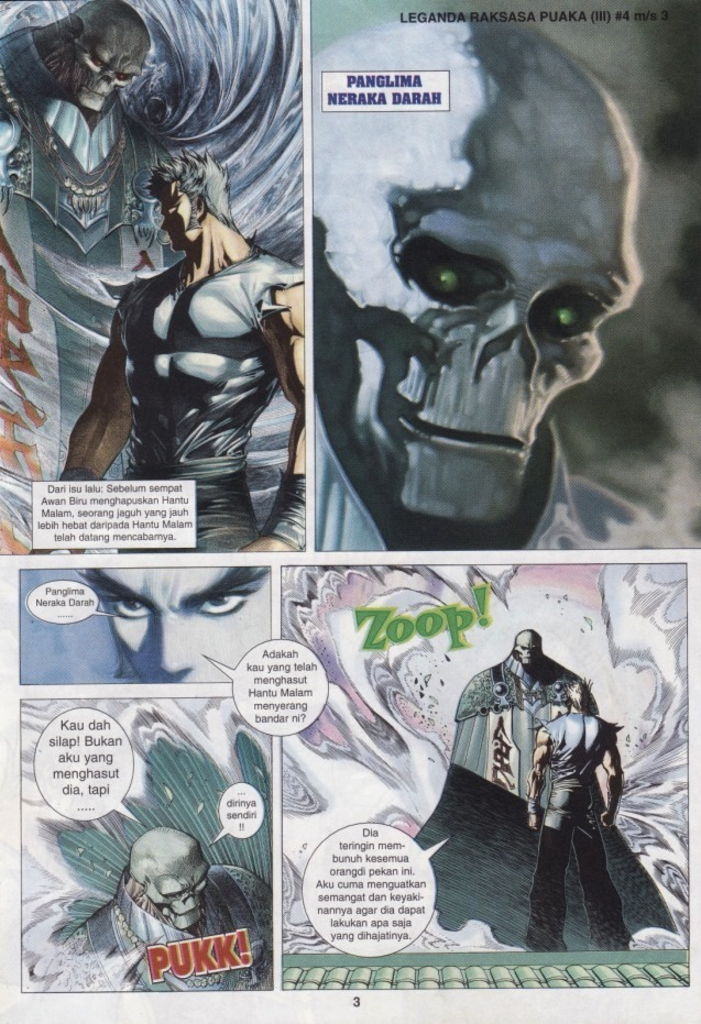 LEGANDA RAKSASA PUAKA (III) #4 m/s 3
PANGLIMA
NERAKA DARAH
Dari isu lalu: Sebelum sempat
Awan Biru menghapuskan Hantu
Malam, seorang jaguh yang jauh
lebih hebat daripada Hantu Malam
telah datang mencabarnya.
Panglima
Neraka Darah
......
Adakah
kau yang telah
menghasut
Hantu Malam
menyerang
bandar ni?
Zoop!
Kau dah
silap! Bukan
aku yang
menghasut
dia, tapi
.....
...
dirinya
sendiri
!!
PUKK!
Dia
teringin mem-
bunuh kesemua
orangdi pekan ini.
Aku cuma menguatkan
semangat dan keyaki-
nannya agar dia dapat
lakukan apa saja
yang dihajatinya.
3